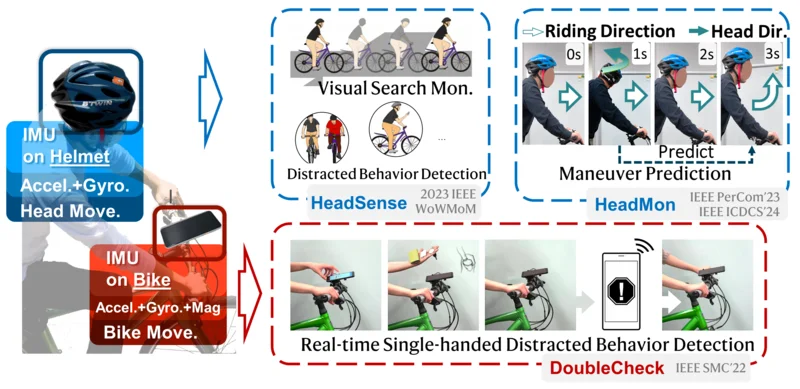 IMU
on Helmet
Accel.+Gyro.
Head Move.
IMU
on Bike
Accel.+Gyro.+Mag
Bike Move.
Visual Search Mon.
...
Distracted Behavior Detection
HeadSense
2023 IEEE
WoWMoM
Riding Direction
Head Dir.
0s
1s
2s
3s
Predict
Maneuver Prediction
HeadMon
IEEE PerCom'23
IEEE ICDCS'24
Real-time Single-handed Distracted Behavior Detection
DoubleCheck
IEEE SMC'22